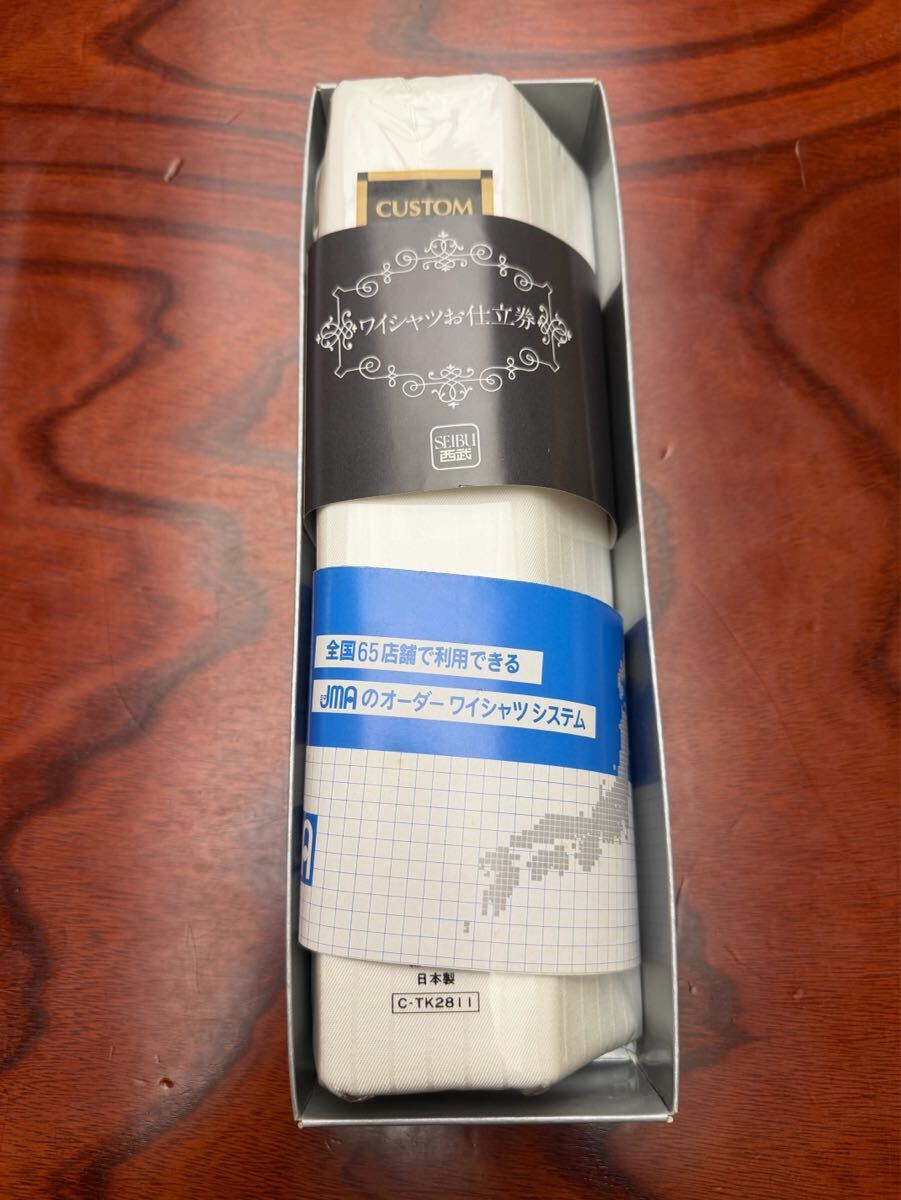 CUSTOM
ワイシャツお仕立券
SEIBU
西武
全国65店舗で利用できる
JMAのオーダーワイシャツシステム
A
日本製
C-TK2811